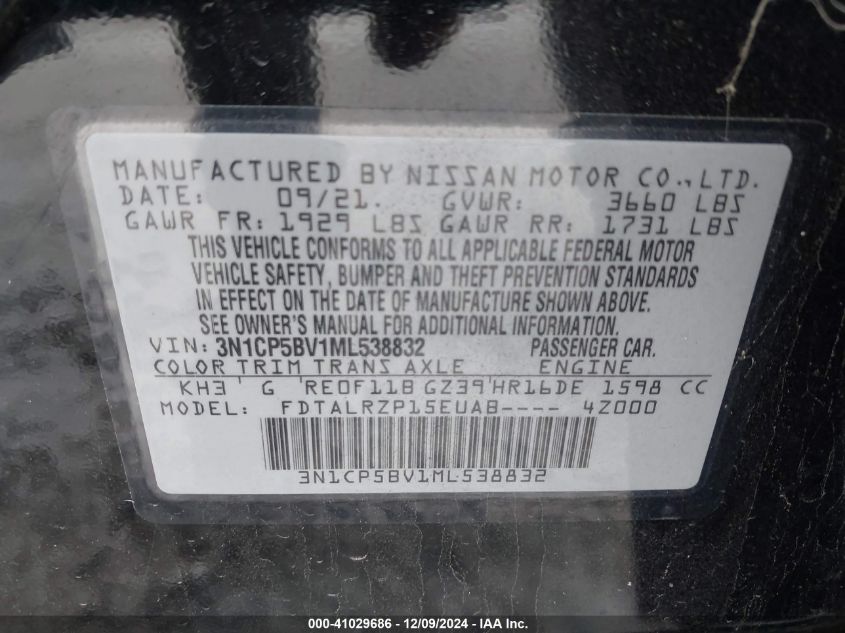 MANUFACTURED BY NISSAN MOTOR CO., LTD.
DATE: 09/21. GVWR: 3660 LBS
GAWR FR: 1929 LBS GAWR RR: 1731 LBS
THIS VEHICLE CONFORMS TO ALL APPLICABLE FEDERAL MOTOR
VEHICLE SAFETY, BUMPER AND THEFT PREVENTION STANDARDS
IN EFFECT ON THE DATE OF MANUFACTURE SHOWN ABOVE.
SEE OWNER'S MANUAL FOR ADDITIONAL INFORMATION.
VIN: 3N1CP5BV1ML538832 PASSENGER CAR.
COLOR TRIM TRANS AXLE ENGINE
KH3 G RE0F11B GZ39 HR16DE 1598 CC
MODEL: FDTALRZP15EUAB---- 4Z000
3N1CP5BV1ML538832
000-41029686 - 12/09/2024 - IAA Inc.